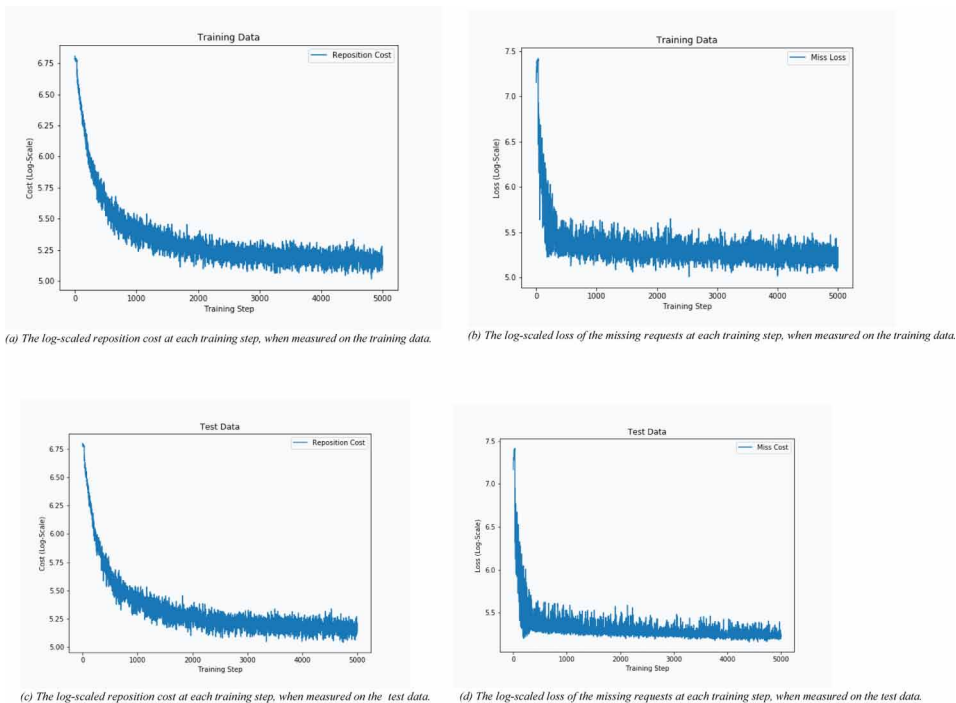 Training Data
Reposition Cost
6.75
6.50
6.25
6.00
5.75
5.50
5.25
5.00
Cost (Log-Scale)
0 1000 2000 3000 4000 5000
Training Step
(a) The log-scaled reposition cost at each training step, when measured on the training data.
Training Data
Miss Loss
7.5
7.0
6.5
6.0
5.5
5.0
Loss (Log-Scale)
0 1000 2000 3000 4000 5000
Training Step
(b) The log-scaled loss of the missing requests at each training step, when measured on the training data.
Test Data
Reposition Cost
6.75
6.50
6.25
6.00
5.75
5.50
5.25
5.00
Cost (Log-Scale)
0 1000 2000 3000 4000 5000
Training Step
(c) The log-scaled reposition cost at each training step, when measured on the test data.
Test Data
Miss Cost
7.5
7.0
6.5
6.0
5.5
Loss (Log-Scale)
0 1000 2000 3000 4000 5000
Training Step
(d) The log-scaled loss of the missing requests at each training step, when measured on the test data.